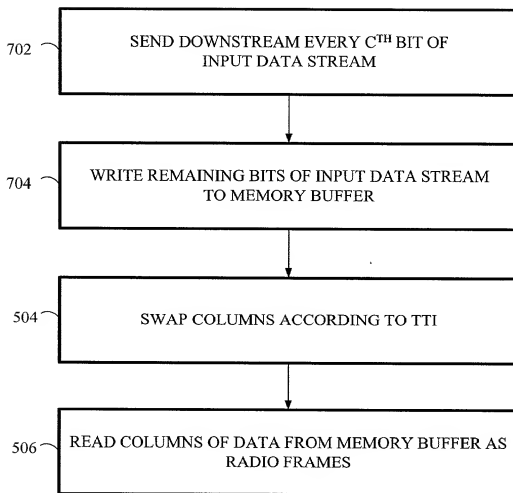 702
SEND DOWNSTREAM EVERY CTH BIT OF
INPUT DATA STREAM
704
WRITE REMAINING BITS OF INPUT DATA STREAM
TO MEMORY BUFFER
504
SWAP COLUMNS ACCORDING TO TTI
506
READ COLUMNS OF DATA FROM MEMORY BUFFER AS
RADIO FRAMES